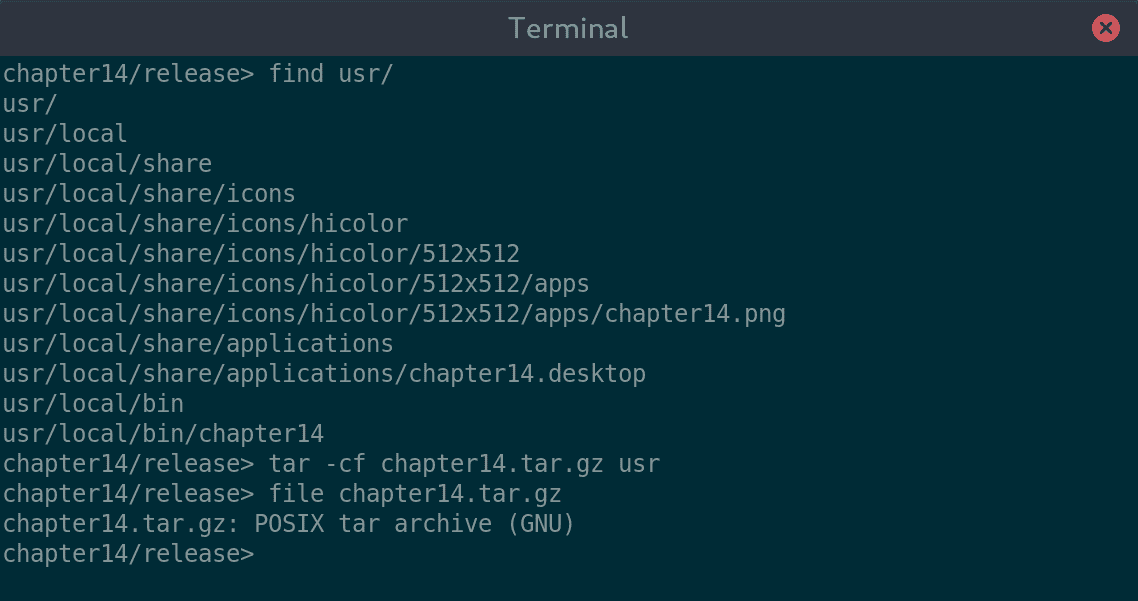 Terminal
chapter14/release> find usr/
usr/
usr/local
usr/local/share
usr/local/share/icons
usr/local/share/icons/hicolor
usr/local/share/icons/hicolor/512x512
usr/local/share/icons/hicolor/512x512/apps
usr/local/share/icons/hicolor/512x512/apps/chapter14.png
usr/local/share/applications
usr/local/share/applications/chapter14.desktop
usr/local/bin
usr/local/bin/chapter14
chapter14/release> tar -cf chapter14.tar.gz usr
chapter14/release> file chapter14.tar.gz
chapter14.tar.gz: POSIX tar archive (GNU)
chapter14/release>